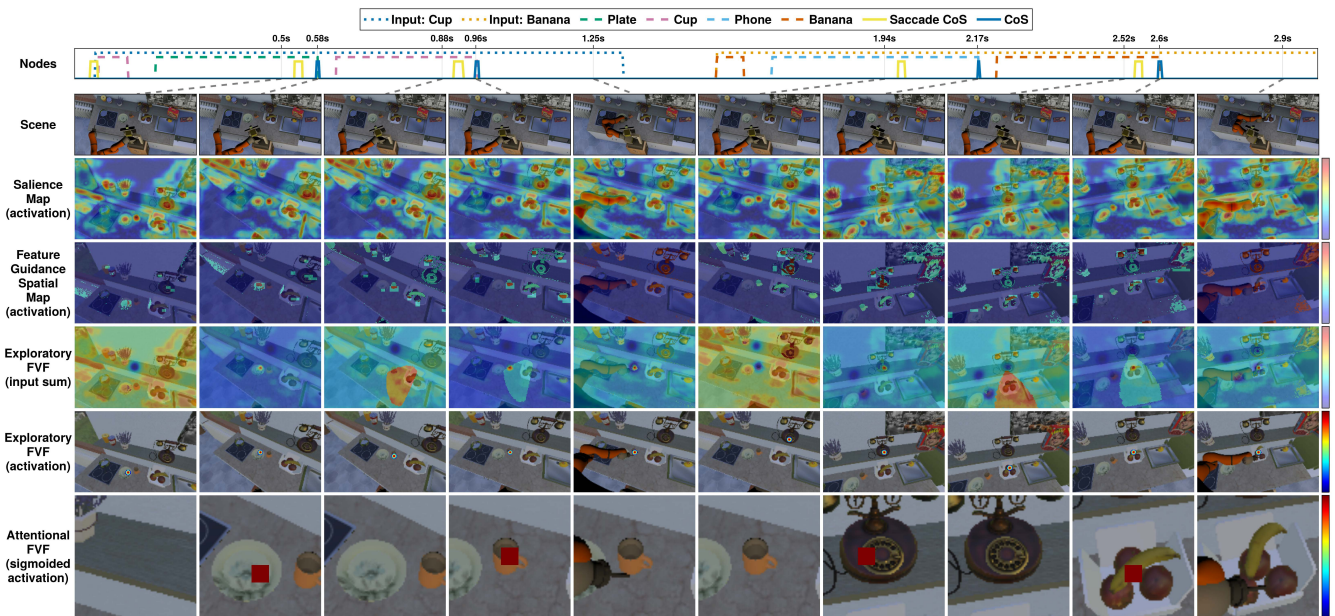 Input: Cup Input: Banana Plate Cup Phone Banana Saccade CoS CoS
0.5s 0.58s 0.88s 0.96s 1.25s 1.94s 2.17s 2.52s 2.6s 2.9s
Nodes
Scene
Salience
Map
(activation)
Feature
Guidance
Spatial
Map
(activation)
Exploratory
FVF
(input sum)
Exploratory
FVF
(activation)
Attentional
FVF
(sigmoided
activation)